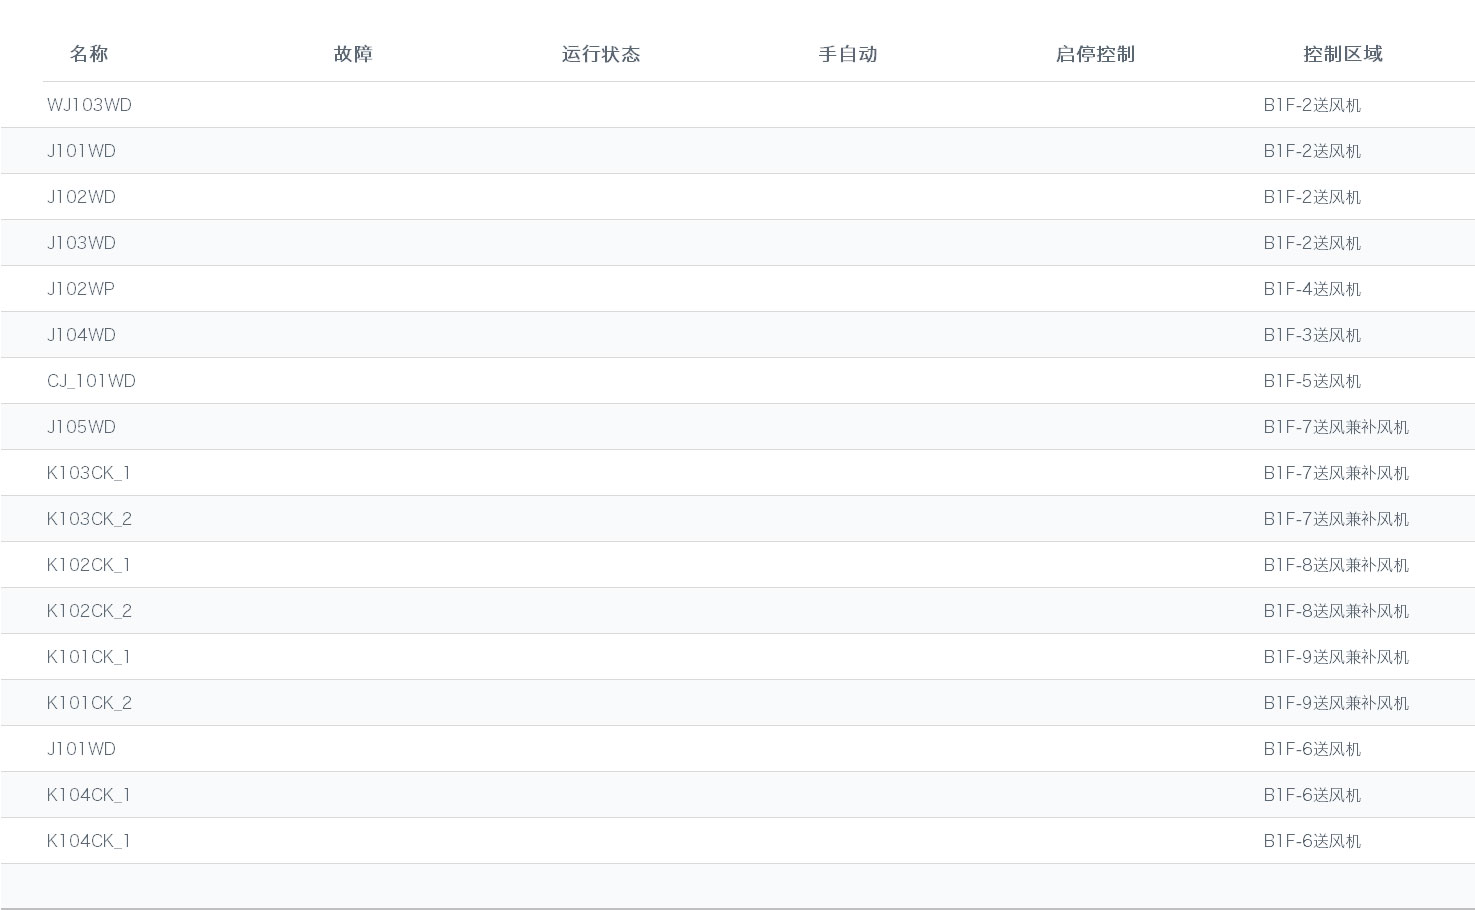 名称 故障 运行状态 手自动 启停控制 控制区域
WJ103WD B1F-2送风机
J101WD B1F-2送风机
J102WD B1F-2送风机
J103WD B1F-2送风机
J102WP B1F-4送风机
J104WD B1F-3送风机
CJ_101WD B1F-5送风机
J105WD B1F-7送风兼补风机
K103CK_1 B1F-7送风兼补风机
K103CK_2 B1F-7送风兼补风机
K102CK_1 B1F-8送风兼补风机
K102CK_2 B1F-8送风兼补风机
K101CK_1 B1F-9送风兼补风机
K101CK_2 B1F-9送风兼补风机
J101WD B1F-6送风机
K104CK_1 B1F-6送风机
K104CK_1 B1F-6送风机